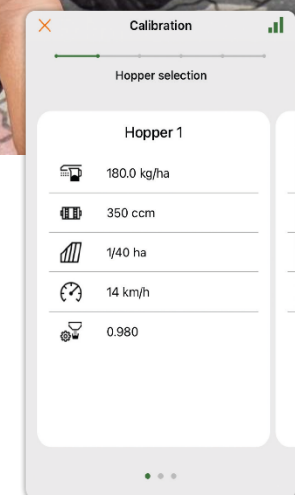 Calibration
Hopper selection
Hopper 1
180.0 kg/ha
350 ccm
1/40 ha
14 km/h
0.980